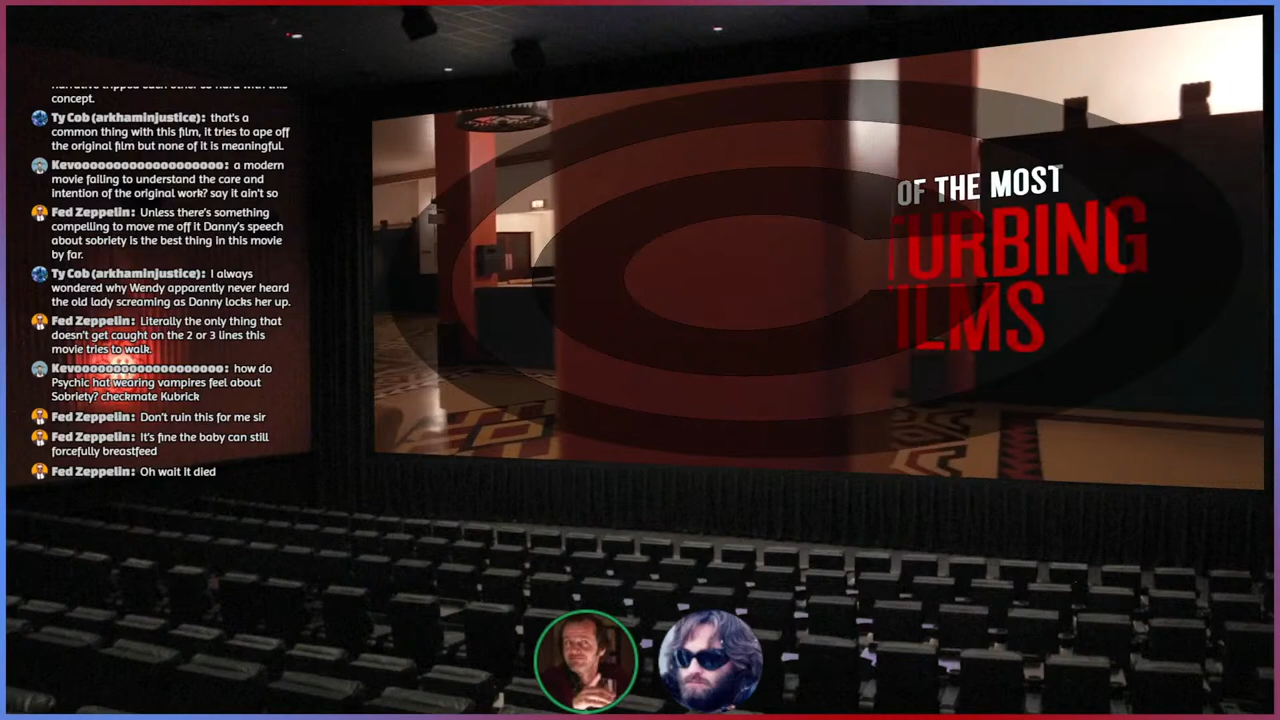 concept.
Ty Cob (arkhaminjustice): that's a
common thing with this film, it tries to ape off
the original film but none of it is meaningful.
Kevooooooooooooooooooo: a modern
movie failing to understand the care and
intention of the original work? say it ain't so
Fed Zeppelin: Unless there's something
compelling to move me off it Danny's speech
about sobriety is the best thing in this movie
by far.
Ty Cob (arkhaminjustice): I always
wondered why Wendy apparently never heard
the old lady screaming as Danny locks her up.
Fed Zeppelin: Literally the only thing that
doesn't get caught on the 2 or 3 lines this
movie tries to walk.
Kevooooooooooooooooooo: how do
Psychic hat wearing vampires feel about
Sobriety? checkmate Kubrick
Fed Zeppelin: Don't ruin this for me sir
Fed Zeppelin: It's fine the baby can still
forcefully breastfeed
Fed Zeppelin: Oh wait it died
OF THE MOST
TURBING
ILMS